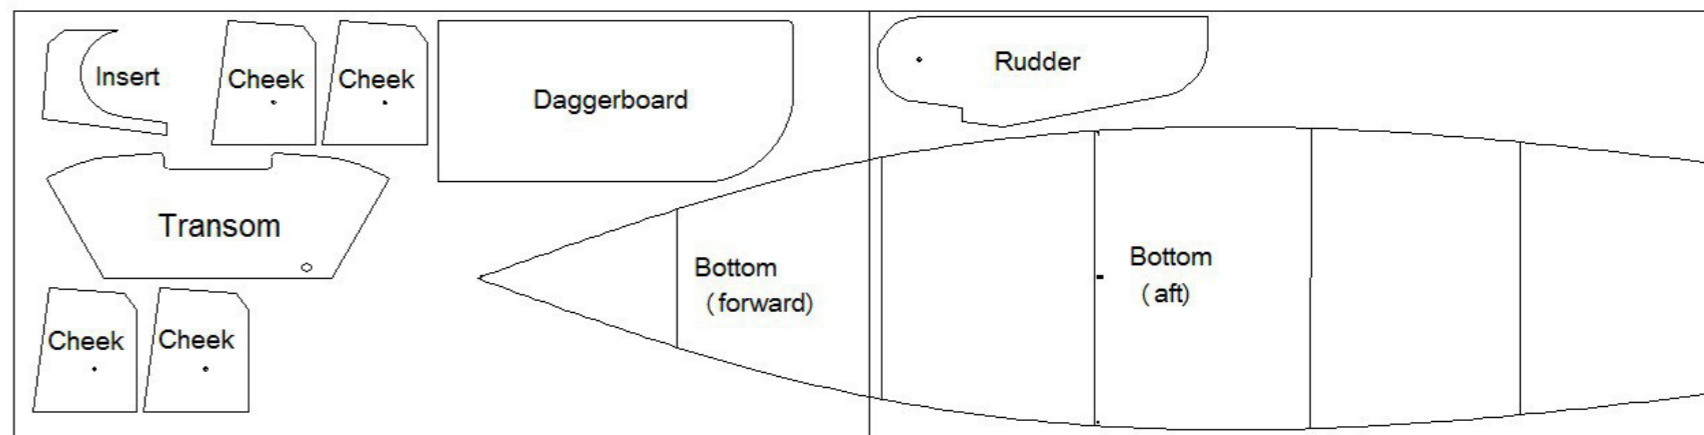 Insert
Cheek
Cheek
Daggerboard
Rudder
Transom
Bottom
(forward)
Bottom
(aft)
Cheek
Cheek